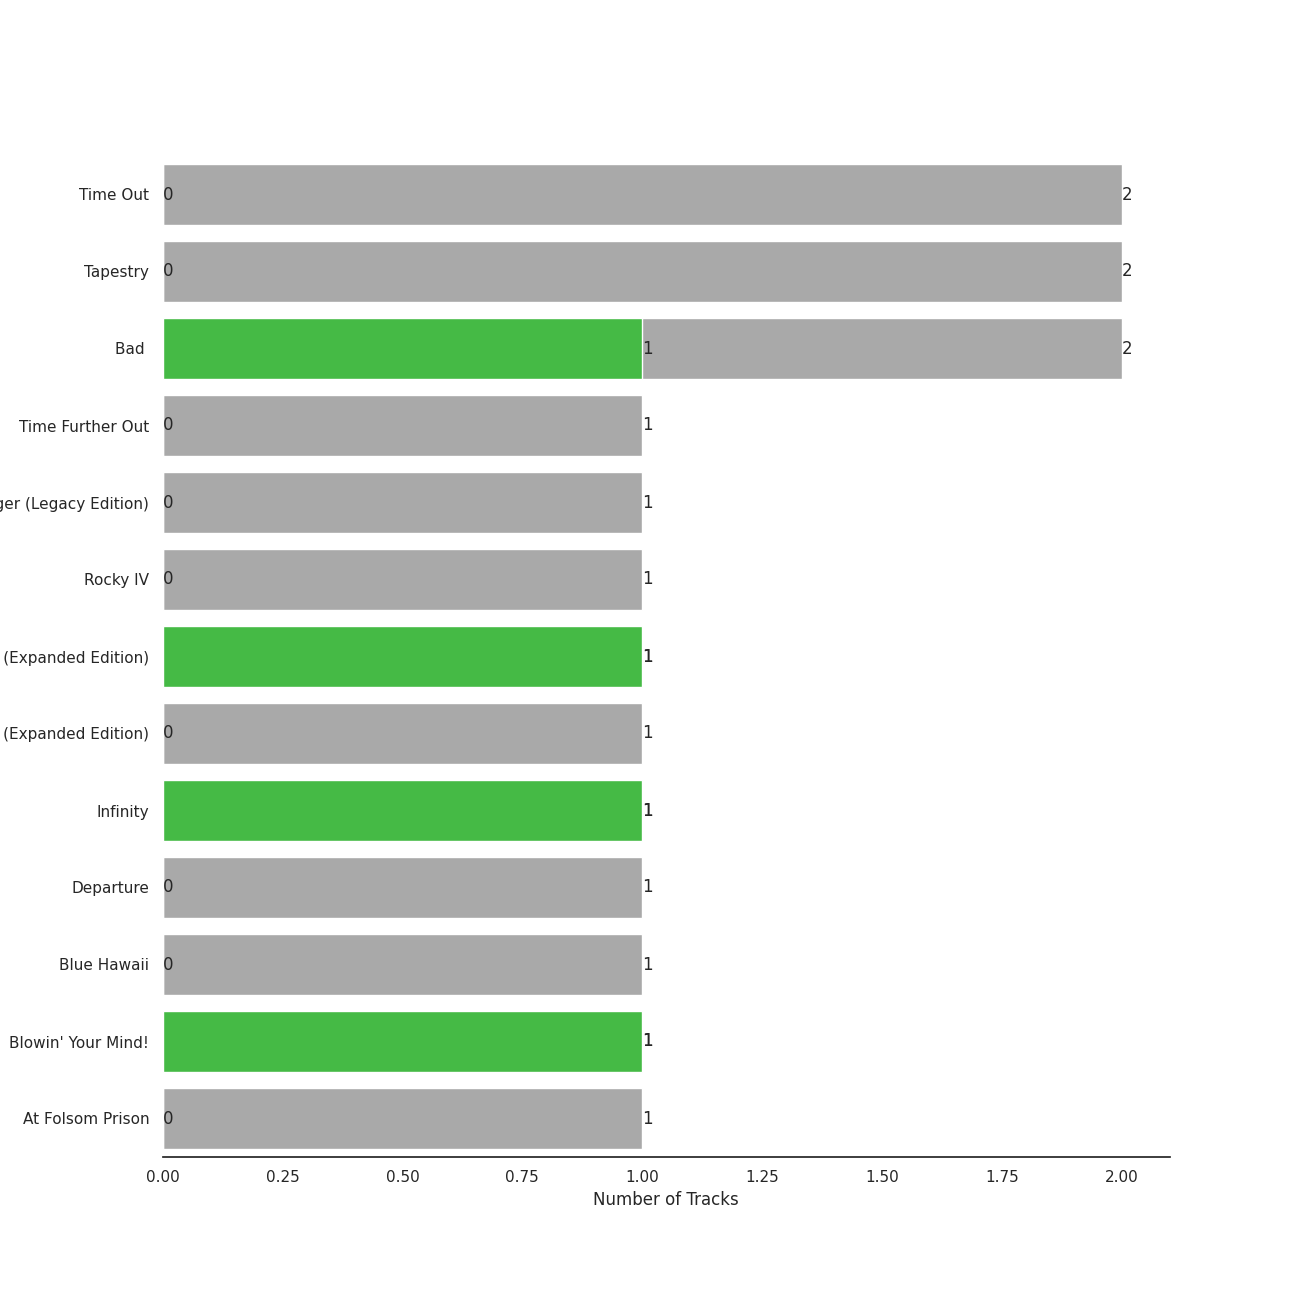 Time Out 0 2
Tapestry 0 2
Bad 1 2
Time Further Out 0 1
(Legacy Edition) 0 1
Rocky IV 0 1
(Expanded Edition) 1
(Expanded Edition) 0 1
Infinity 1
Departure 0 1
Blue Hawaii 0 1
Blowin' Your Mind! 1
At Folsom Prison 0 1
0.00 0.25 0.50 0.75 1.00 1.25 1.50 1.75 2.00
Number of Tracks